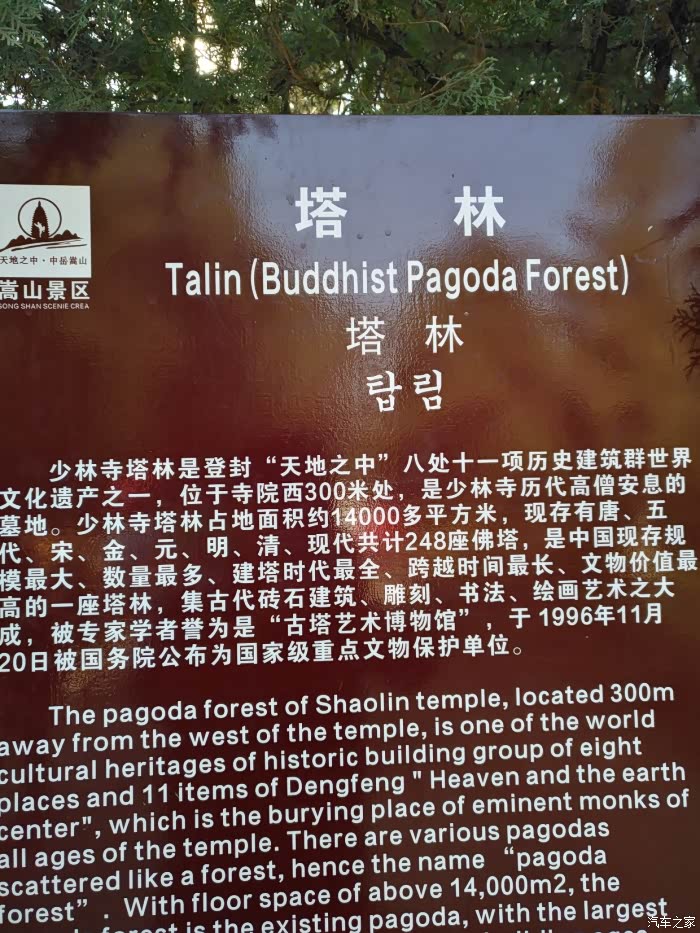 塔 林
Talin (Buddhist Pagoda Forest)
塔 林
탑림
天地之中·中岳嵩山
嵩山景区
SONG SHAN SCENIE CREA
少林寺塔林是登封“天地之中”八处十一项历史建筑群世界
文化遗产之一，位于寺院西300米处，是少林寺历代高僧安息的
墓地。少林寺塔林占地面积约14000多平方米，现存有唐、五
代、宋、金、元、明、清、现代共计248座佛塔，是中国现存规
模最大、数量最多、建塔时代最全、跨越时间最长、文物价值最
高的一座塔林，集古代砖石建筑、雕刻、书法、绘画艺术之大
成，被专家学者誉为是“古塔艺术博物馆”，于1996年11月
20日被国务院公布为国家级重点文物保护单位。
The pagoda forest of Shaolin temple, located 300m
away from the west of the temple, is one of the world
cultural heritages of historic building group of eight
places and 11 items of Dengfeng " Heaven and the earth
center", which is the burying place of eminent monks of
all ages of the temple. There are various pagodas
scattered like a forest, hence the name “pagoda
forest” . With floor space of above 14,000m2, the
forest is the existing pagoda, with the largest
汽车之家